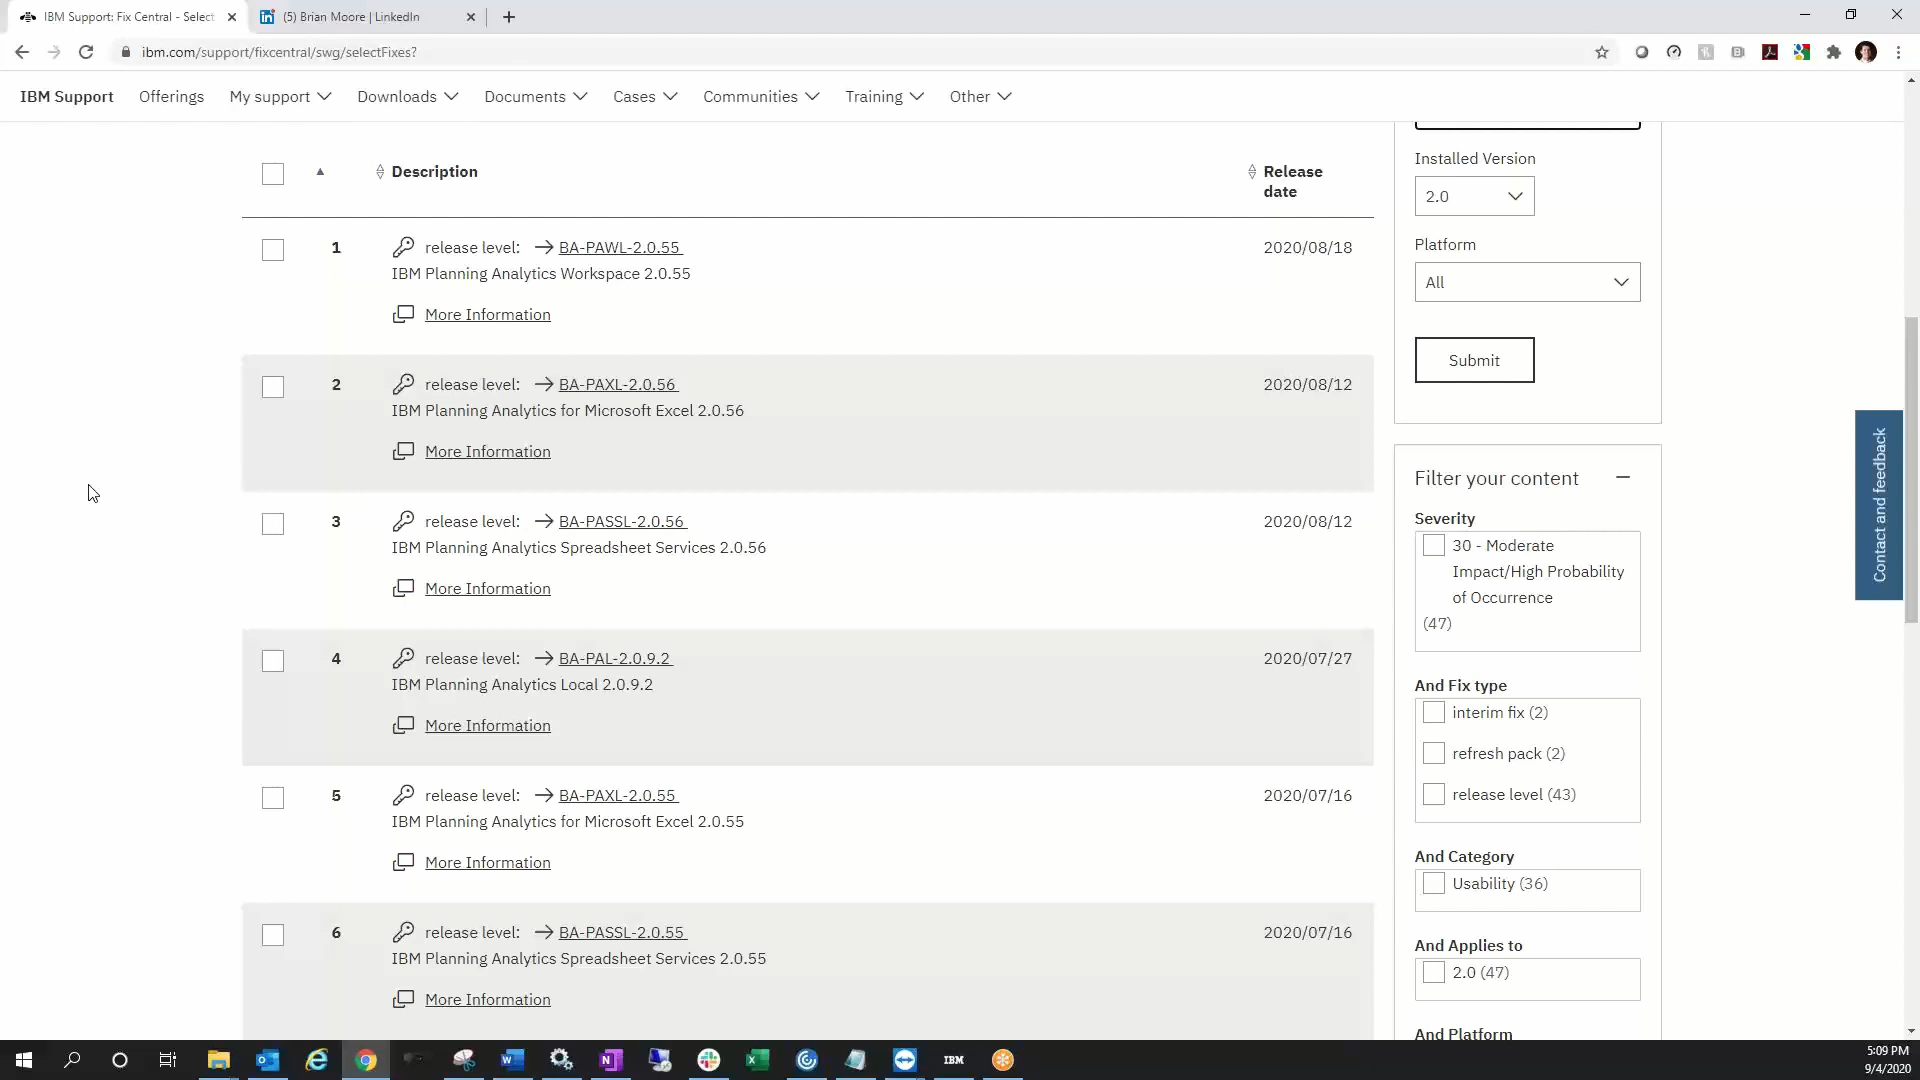 IBM Support: Fix Central - Select
(5) Brian Moore | LinkedIn
ibm.com/support/fixcentral/swg/selectFixes?
IBM Support
Offerings
My support
Downloads
Documents
Cases
Communities
Training
Other
Description
Release
date
1
release level:
BA-PAWL-2.0.55
2020/08/18
IBM Planning Analytics Workspace 2.0.55
More Information
2
release level:
BA-PAXL-2.0.56
2020/08/12
IBM Planning Analytics for Microsoft Excel 2.0.56
More Information
3
release level:
BA-PASSL-2.0.56
2020/08/12
IBM Planning Analytics Spreadsheet Services 2.0.56
More Information
4
release level:
BA-PAL-2.0.9.2
2020/07/27
IBM Planning Analytics Local 2.0.9.2
More Information
5
release level:
BA-PAXL-2.0.55
2020/07/16
IBM Planning Analytics for Microsoft Excel 2.0.55
More Information
6
release level:
BA-PASSL-2.0.55
2020/07/16
IBM Planning Analytics Spreadsheet Services 2.0.55
More Information
Installed Version
2.0
Platform
All
Submit
Filter your content
Severity
30 - Moderate
Impact/High Probability
of Occurrence
(47)
And Fix type
interim fix (2)
refresh pack (2)
release level (43)
And Category
Usability (36)
And Applies to
2.0 (47)
And Platform
Contact and feedback
IBM
5:09 PM
9/4/2020